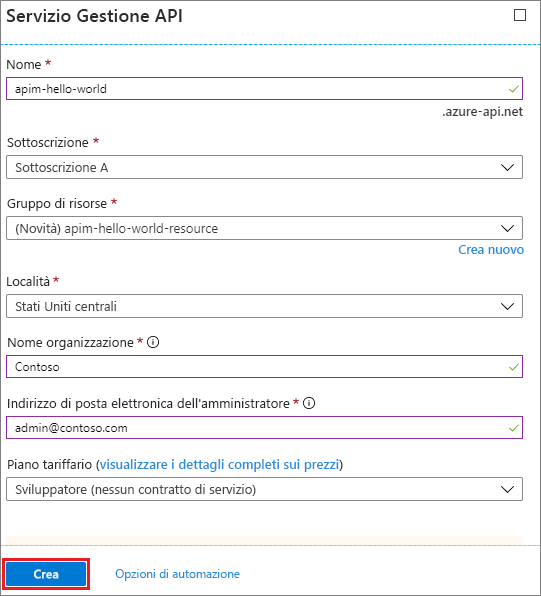 Servizio Gestione API
Nome *
apim-hello-world
.azure-api.net
Sottoscrizione *
Sottoscrizione A
Gruppo di risorse *
(Novità) apim-hello-world-resource
Crea nuovo
Località *
Stati Uniti centrali
Nome organizzazione *
Contoso
Indirizzo di posta elettronica dell'amministratore *
admin@contoso.com
Piano tariffario (visualizzare i dettagli completi sui prezzi)
Sviluppatore (nessun contratto di servizio)
Crea Opzioni di automazione